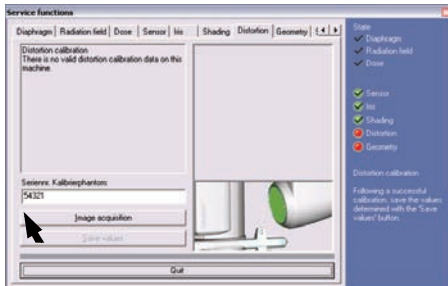 Service functions
Diaphragm
Radiation field
Dose
Sensor
Iris
Shading
Distortion
Geometry
Distortion calibration
There is no valid distortion calibration data on this
machine.
Seriennr. Kalibrierphantom:
54321
Image acquisition
Save values
Quit
State
Diaphragm
Radiation field
Dose
Sensor
Iris
Shading
Distortion
Geometry
Distortion calibration
Following a successful
calibration, save the values
determined with the 'Save
values' button.